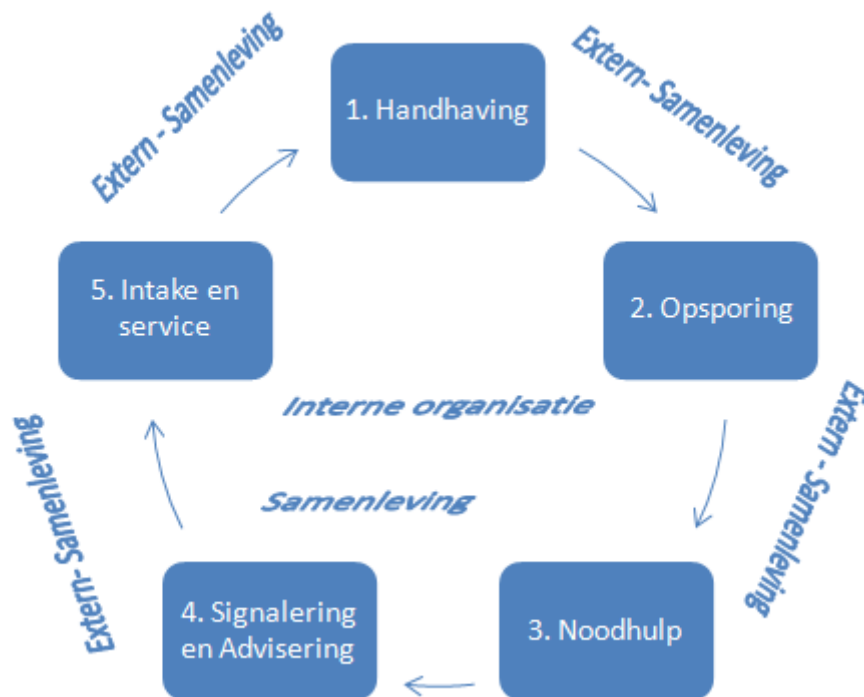 Extern - Samenleving
1. Handhaving
Extern- Samenleving
5. Intake en
service
2. Opsporing
Interne organisatie
Samenleving
Extern- Samenleving
Extern - Samenleving
4. Signalering
en Advisering
3. Noodhulp